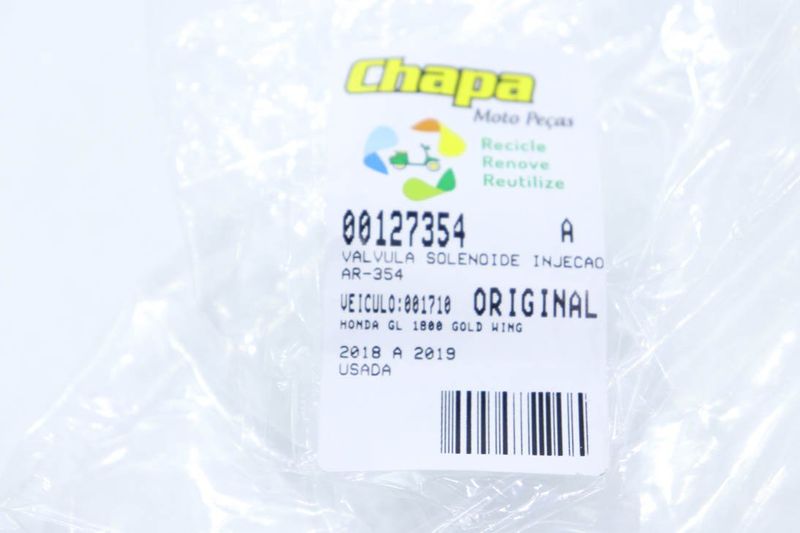 Chapa
Moto Peças
Recicle
Renove
Reutilize
00127354 A
VALVULA SOLENOIDE INJECAO
AR-354
VEICULO:001710 ORIGINAL
HONDA GL 1800 GOLD WING
2018 A 2019
USADA